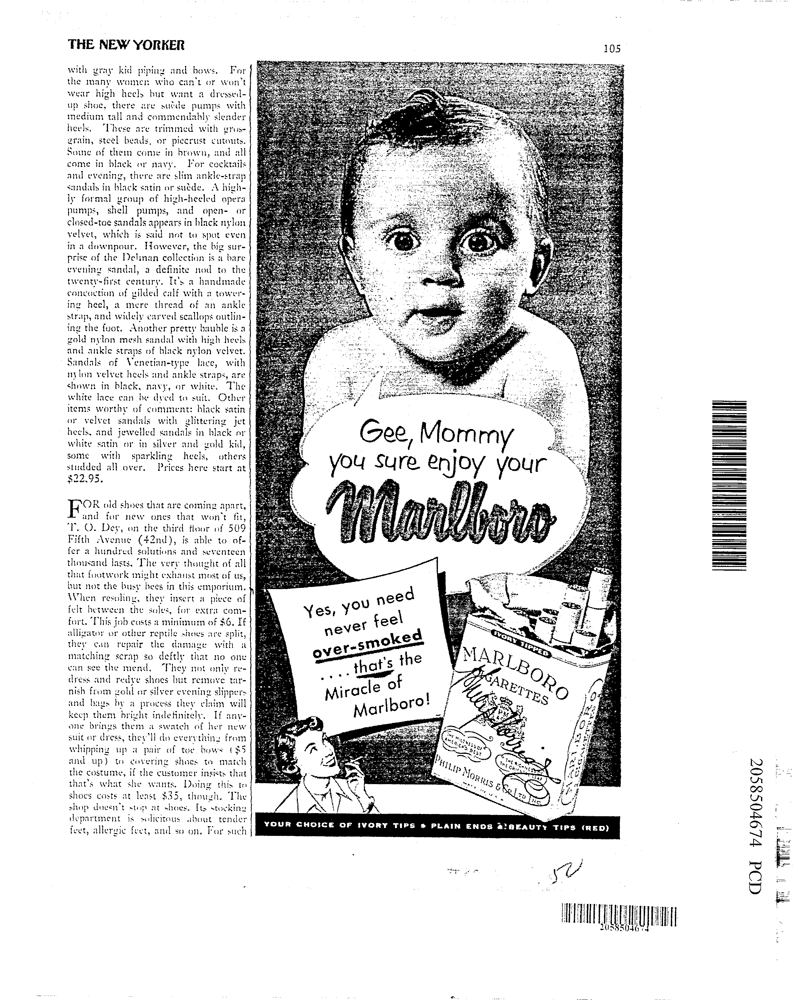 THE NEW YORKER
105
with gray kid piping and bows. For
the many women who can't or won't
wear high heels but want a dressed-
up shoe, there are suède pumps with
medium tall and commendably slender
heels. These are trimmed with gros-
grain, steel beads, or piecrust cutouts.
Some of them come in brown, and all
come in black or navy. For cocktails
and evening, there are slim ankle-strap
sandals in black satin or suède. A high-
ly formal group of high-heeled opera
pumps, shell pumps, and open- or
closed-toe sandals appears in black nylon
velvet, which is said not to spot even
in a downpour. However, the big sur-
prise of the Delman collection is a bare
evening sandal, a definite nod to the
twenty-first century. It's a handmade
concoction of gilded calf with a tower-
ing heel, a mere thread of an ankle
strap, and widely carved scallops outlin-
ing the foot. Another pretty bauble is a
gold nylon mesh sandal with high heels
and ankle straps of black nylon velvet.
Sandals of Venetian-type lace, with
nylon velvet heels and ankle straps, are
shown in black, navy, or white. The
white lace can be dyed to suit. Other
items worthy of comment: black satin
or velvet sandals with glittering jet
heels, and jewelled sandals in black or
white satin or in silver and gold kid,
some with sparkling heels, others
studded all over. Prices here start at
$22.95.
FOR old shoes that are coming apart,
and for new ones that won't fit,
T. O. Dey, on the third floor of 509
Fifth Avenue (42nd), is able to of-
fer a hundred solutions and seventeen
thousand lasts. The very thought of all
that footwork might exhaust most of us,
but not the busy bees in this emporium.
When resoling, they insert a piece of
felt between the soles, for extra com-
fort. This job costs a minimum of $6. If
alligator or other reptile shoes are split,
they can repair the damage with a
matching scrap so deftly that no one
can see the mend. They not only re-
dress and redye shoes but remove tar-
nish from gold or silver evening slippers
and bags by a process they claim will
keep them bright indefinitely. If any-
one brings them a swatch of her new
suit or dress, they'll do everything from
whipping up a pair of toe bows ($5
and up) to covering shoes to match
the costume, if the customer insists that
that's what she wants. Doing this to
shoes costs at least $35, though. The
shop doesn't stop at shoes. Its stocking
department is solicitous about tender
feet, allergic feet, and so on. For such
Gee, Mommy
you sure enjoy your
Marlboro
Yes, you need
never feel
over-smoked
....that's the
Miracle of
Marlboro!
IVORY TIPPED
MARLBORO
CIGARETTES
MARLBORO
PHILIP MORRIS & Co. LTD. INC.
YOUR CHOICE OF IVORY TIPS • PLAIN ENDS • BEAUTY TIPS (RED)
2058504674 PCD
2058504674